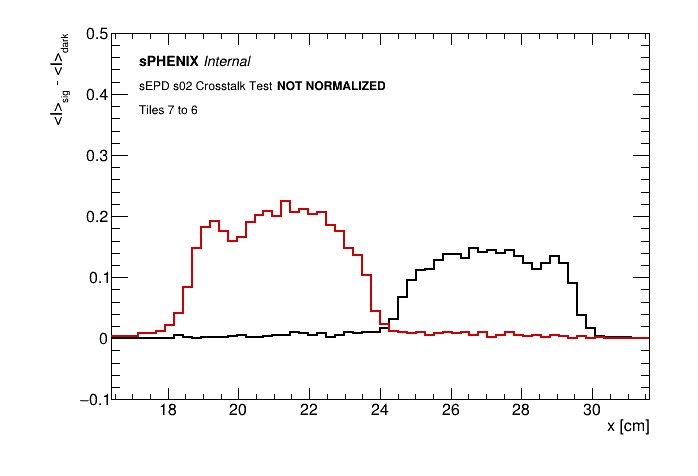 sPHENIX Internal
sEPD s02 Crosstalk Test NOT NORMALIZED
Tiles 7 to 6
<I>sig - <I>dark
0.5
0.4
0.3
0.2
0.1
0
−0.1
18 20 22 24 26 28 30
x [cm]